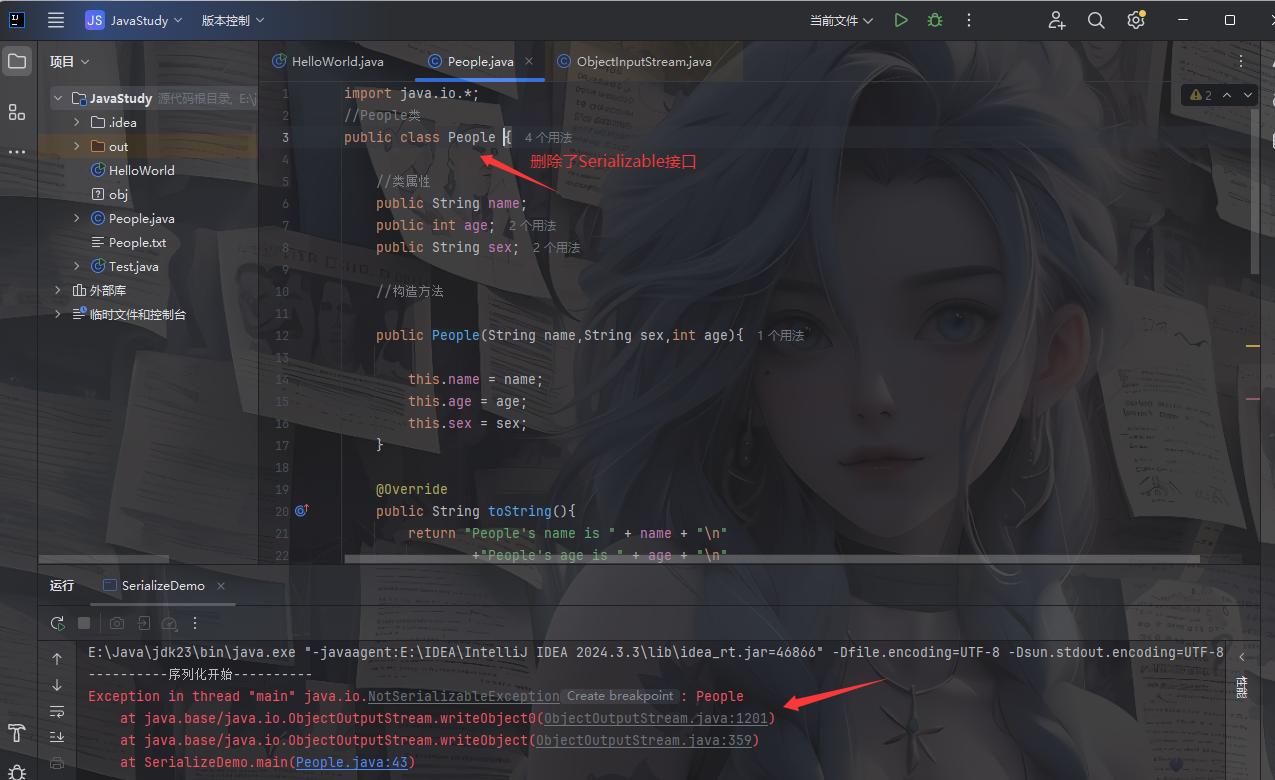 JS JavaStudy 版本控制 当前文件
项目
HelloWorld.java People.java ObjectInputStream.java
JavaStudy 源代码根目录, E:\j
.idea
out
HelloWorld
obj
People.java
People.txt
Test.java
外部库
临时文件和控制台
2
1 import java.io.*;
2 //People类
3 public class People { 4 个用法
删除了Serializable接口
4
5 //类属性
6 public String name;
7 public int age; 2 个用法
8 public String sex; 2 个用法
9
10 //构造方法
11
12 public People(String name,String sex,int age){ 1 个用法
13
14 this.name = name;
15 this.age = age;
16 this.sex = sex;
17 }
18
19 @Override
20 public String toString(){
21 return "People's name is " + name + "\n"
22 +"People's age is " + age + "\n"
运行 SerializeDemo
E:\Java\jdk23\bin\java.exe "-javaagent:E:\IDEA\IntelliJ IDEA 2024.3.3\lib\idea_rt.jar=46866" -Dfile.encoding=UTF-8 -Dsun.stdout.encoding=UTF-8
----------序列化开始----------
Exception in thread "main" java.io.NotSerializableException Create breakpoint : People
at java.base/java.io.ObjectOutputStream.writeObject0(ObjectOutputStream.java:1201)
at java.base/java.io.ObjectOutputStream.writeObject(ObjectOutputStream.java:359)
at SerializeDemo.main(People.java:43)
性能